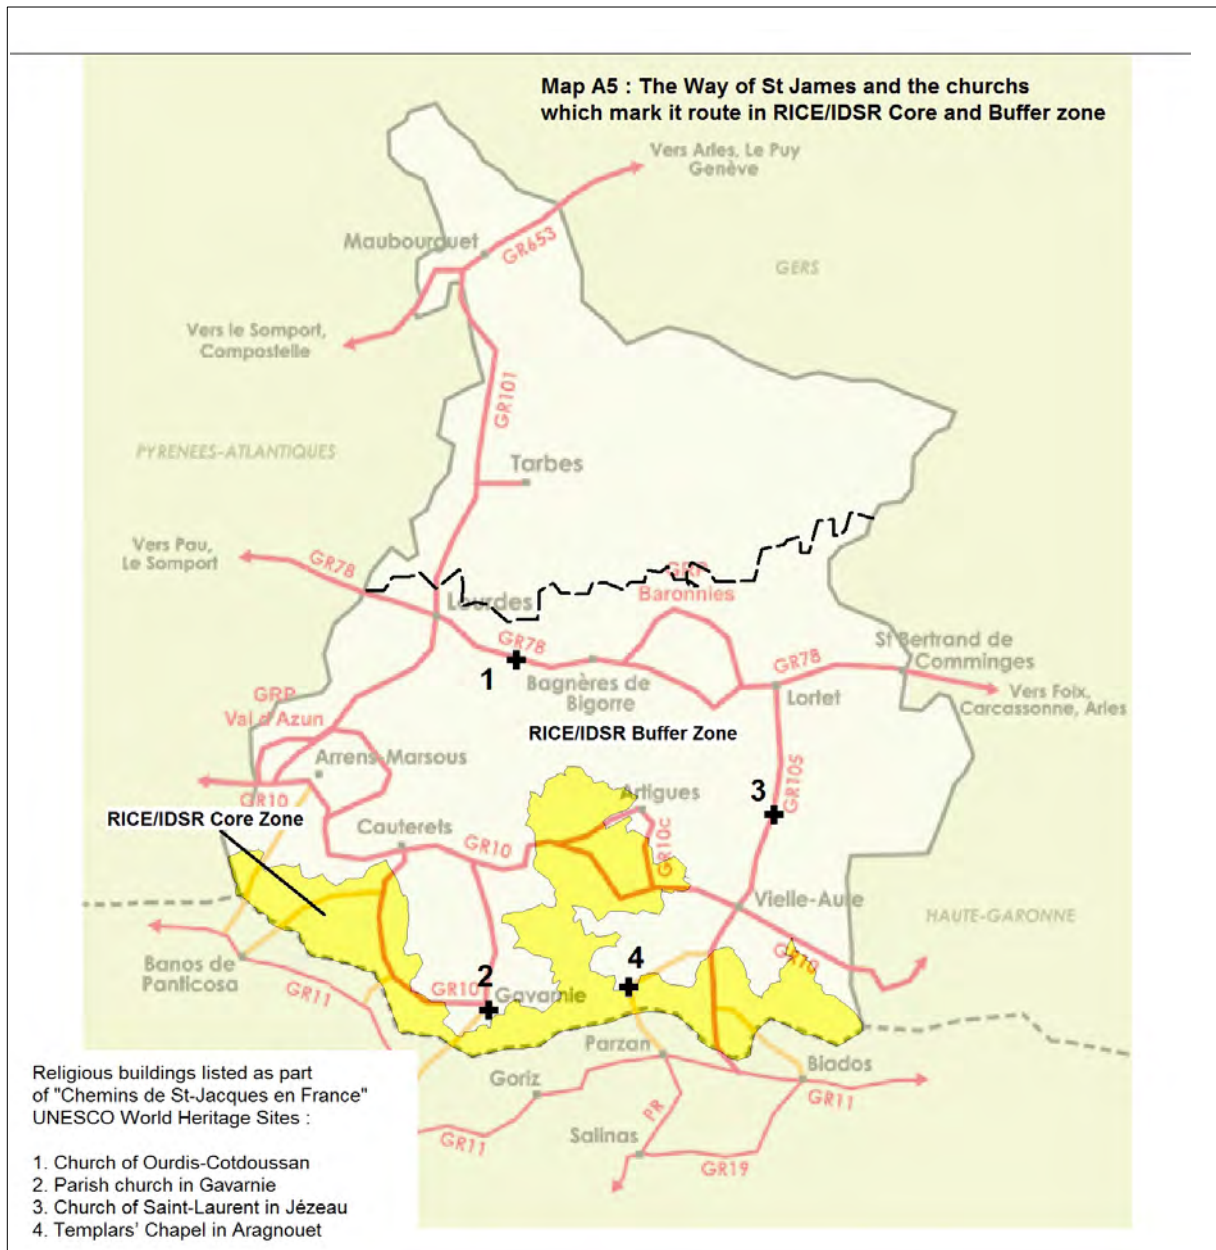 Map A5 : The Way of St James and the churchs
which mark it route in RICE/IDSR Core and Buffer zone
Vers Arles, Le Puy
Genève
Maubourguet
GR653
GERS
Vers le Somport,
Compostelle
GR101
PYRENEES-ATLANTIQUES
Tarbes
Vers Pau,
Le Somport
GR78
GRP
Baronnies
Lourdes
GR78
St Bertrand de
Comminges
GR78
1
Bagnères de
Bigorre
Lortet
Vers Foix,
Carcassonne, Arles
GRP
Val d'Azun
RICE/IDSR Buffer Zone
Arrens-Marsous
GR10
Artigues
3
GR105
RICE/IDSR Core Zone
Cauterets
GR10
GR10c
Vielle-Aure
HAUTE-GARONNE
Banos de
Panticosa
GR11
2
GR10
Gavarnie
4
GR10
Parzan
Biados
Goriz
GR11
PR
GR11
Salinas
GR19
Religious buildings listed as part
of "Chemins de St-Jacques en France"
UNESCO World Heritage Sites :
1. Church of Ourdis-Cotdoussan
2. Parish church in Gavarnie
3. Church of Saint-Laurent in Jézeau
4. Templars' Chapel in Aragnouet